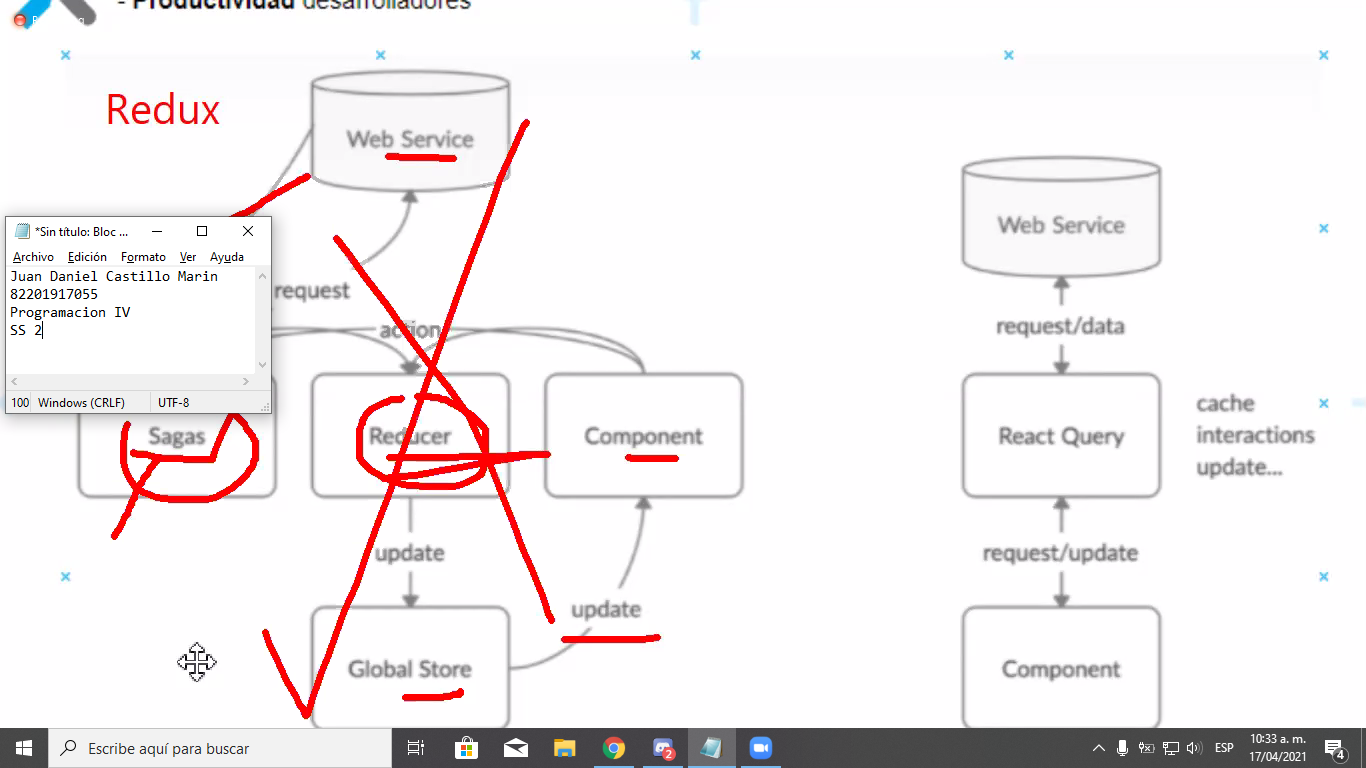 - Productividad desarrolladores
Redux
Web Service
request
action
Sagas
Reducer
Component
update
update
Global Store
Web Service
request/data
React Query
cache
interactions
update...
request/update
Component
*Sin título: Bloc ...
Archivo Edición Formato Ver Ayuda
Juan Daniel Castillo Marin
82201917055
Programacion IV
SS 2
100 Windows (CRLF) UTF-8
Escribe aquí para buscar
2
ESP
10:33 a. m.
17/04/2021
4